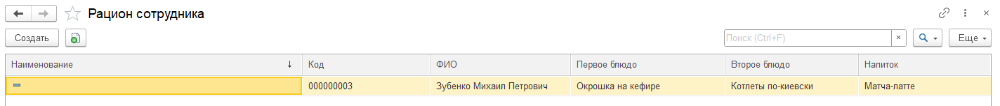 Рацион сотрудника
Создать
Поиск (Ctrl+F)
Еще
Наименование Код ФИО Первое блюдо Второе блюдо Напиток
000000003 Зубенко Михаил Петрович Окрошка на кефире Котлеты по-киевски Матча-латте